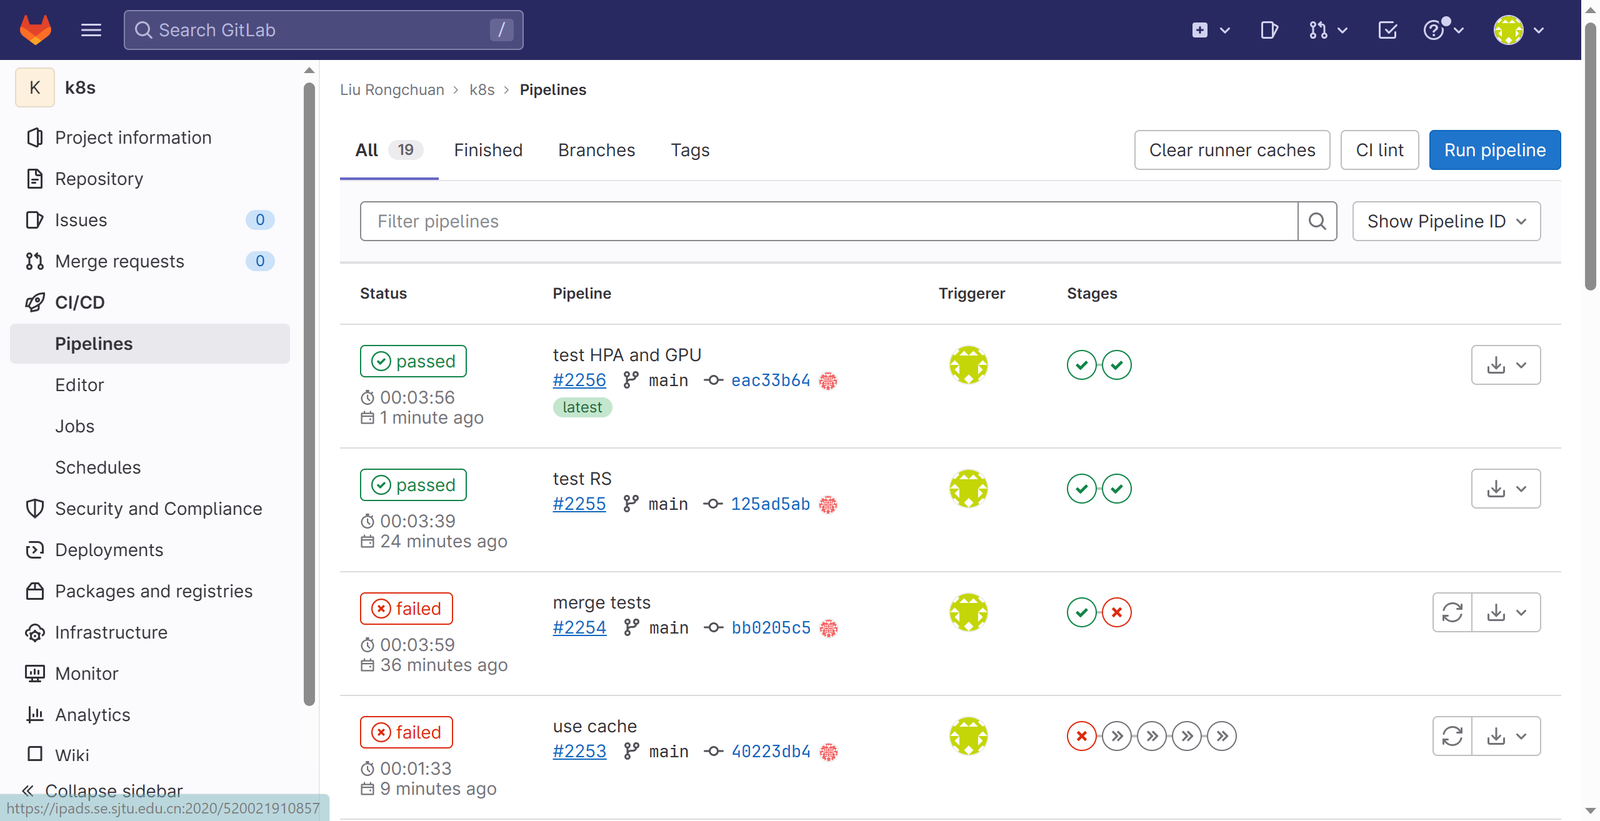 Search GitLab /
K k8s
Project information
Repository
Issues 0
Merge requests 0
CI/CD
Pipelines
Editor
Jobs
Schedules
Security and Compliance
Deployments
Packages and registries
Infrastructure
Monitor
Analytics
Wiki
Collapse sidebar
https://ipads.se.sjtu.edu.cn:2020/520021910857
Liu Rongchuan › k8s › Pipelines
All 19 Finished Branches Tags Clear runner caches CI lint Run pipeline
Filter pipelines Show Pipeline ID
Status Pipeline Triggerer Stages
passed
00:03:56
1 minute ago
test HPA and GPU
#2256 main eac33b64
latest
passed
00:03:39
24 minutes ago
test RS
#2255 main 125ad5ab
failed
00:03:59
36 minutes ago
merge tests
#2254 main bb0205c5
failed
00:01:33
9 minutes ago
use cache
#2253 main 40223db4